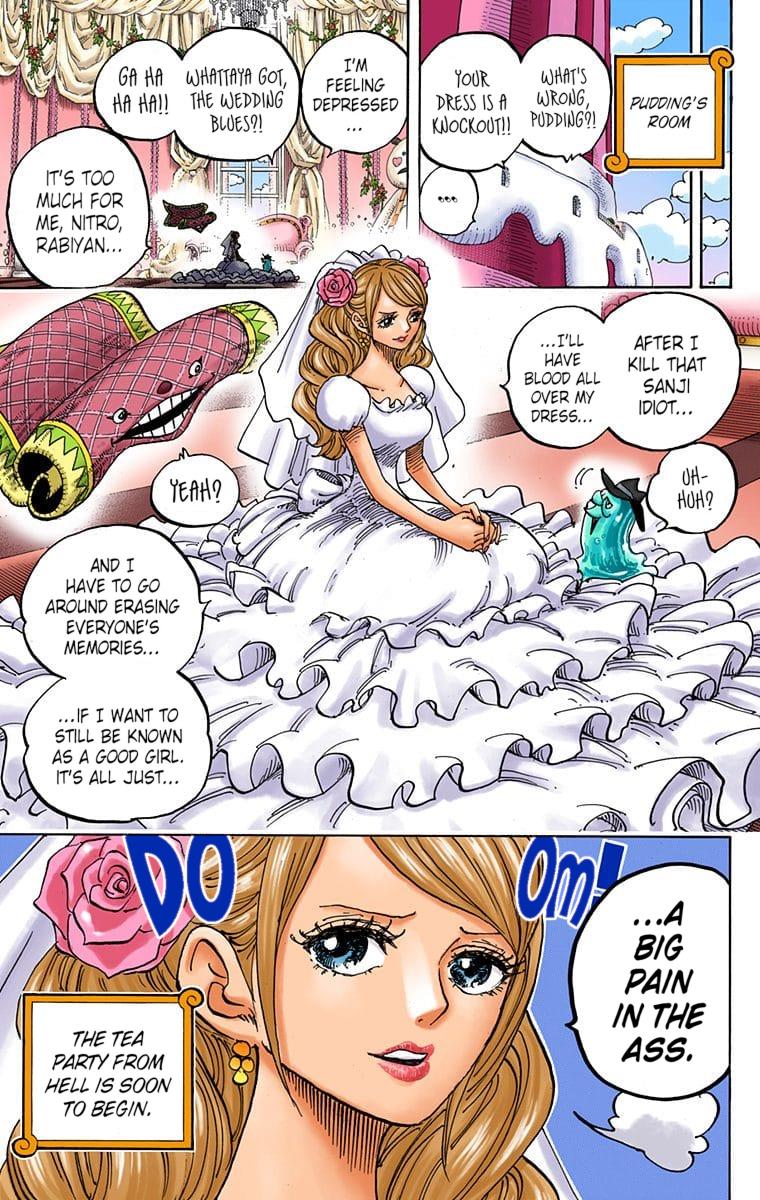 PUDDING'S
ROOM
WHAT'S
WRONG,
PUDDING?!
YOUR
DRESS IS A
KNOCKOUT!!
...
I'M
FEELING
DEPRESSED
...
WHATTAYA GOT,
THE WEDDING
BLUES?!
GA HA
HA HA!!
IT'S TOO
MUCH FOR
ME, NITRO,
RABIYAN...
AFTER I
KILL THAT
SANJI
IDIOT...
...I'LL
HAVE
BLOOD ALL
OVER MY
DRESS...
UH-
HUH?
YEAH?
AND I
HAVE TO GO
AROUND ERASING
EVERYONE'S
MEMORIES...
...IF I WANT TO
STILL BE KNOWN
AS A GOOD GIRL.
IT'S ALL JUST...
DOOM!
...A
BIG
PAIN
IN THE
ASS.
THE TEA
PARTY FROM
HELL IS SOON
TO BEGIN.